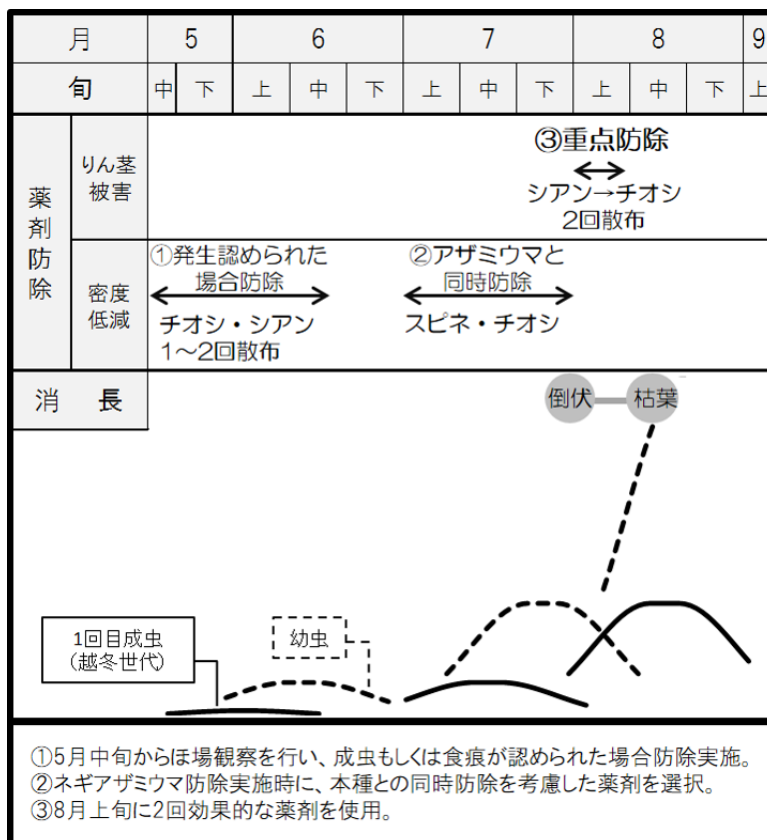 月 5 6 7 8 9
旬 中 下 上 中 下 上 中 下 上 中 下 上
薬剤防除
りん茎
被害
③重点防除
シアン→チオシ
2回散布
密度
低減
①発生認められた
場合防除
チオシ・シアン
1～2回散布
②アザミウマと
同時防除
スピネ・チオシ
消 長
倒伏 枯葉
1回目成虫
(越冬世代)
幼虫
①5月中旬からほ場観察を行い、成虫もしくは食痕が認められた場合防除実施。
②ネギアザミウマ防除実施時に、本種との同時防除を考慮した薬剤を選択。
③8月上旬に2回効果的な薬剤を使用。